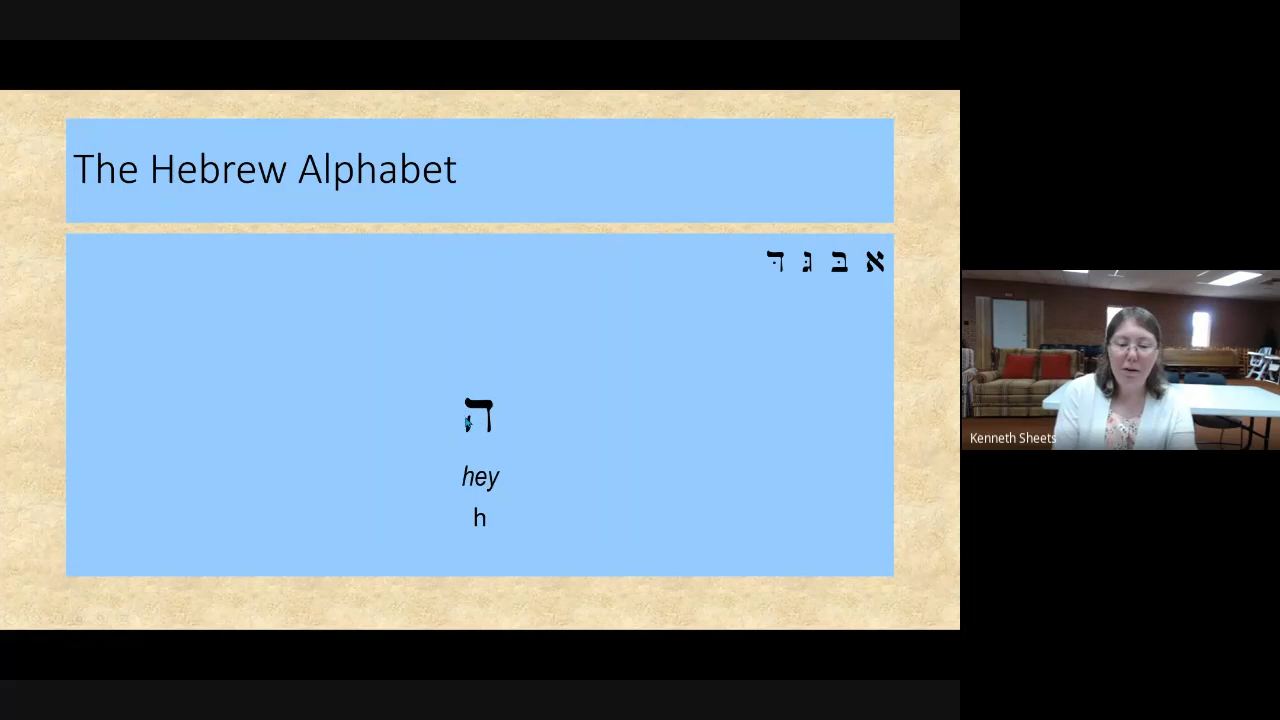 The Hebrew Alphabet
א בּ גּ דּ
ה
hey
h
Kenneth Sheets